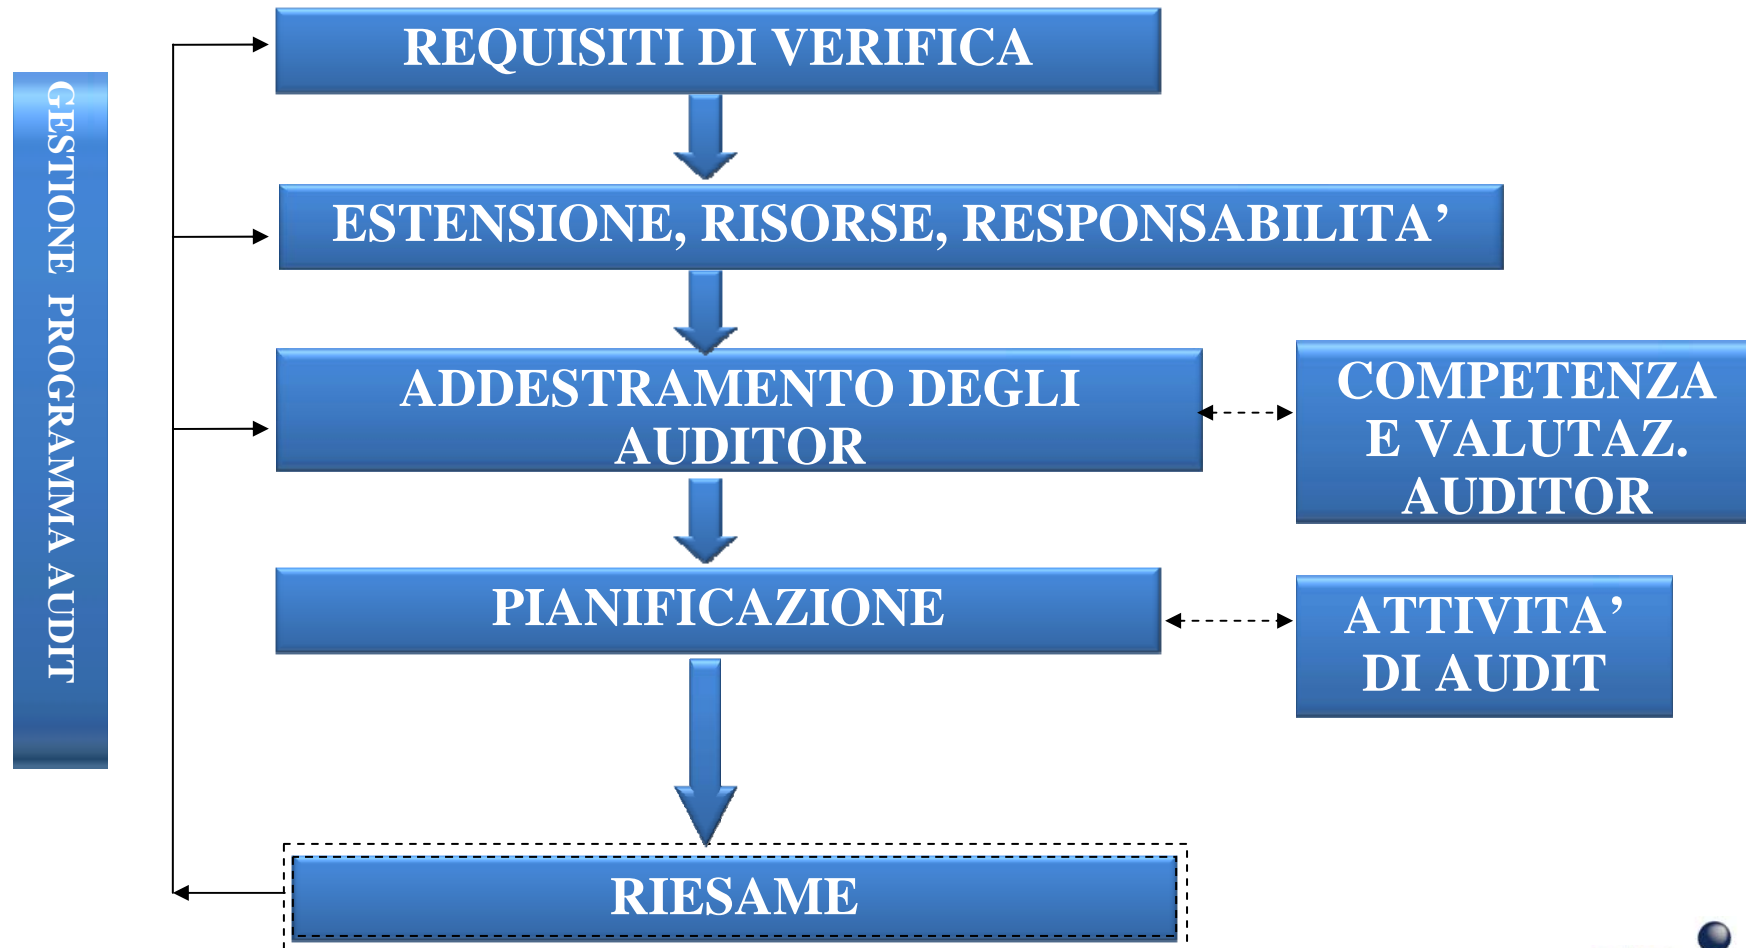 GESTIONE PROGRAMMA AUDIT
REQUISITI DI VERIFICA
ESTENSIONE, RISORSE, RESPONSABILITA’
ADDESTRAMENTO DEGLI
AUDITOR
COMPETENZA
E VALUTAZ.
AUDITOR
PIANIFICAZIONE
ATTIVITA’
DI AUDIT
RIESAME